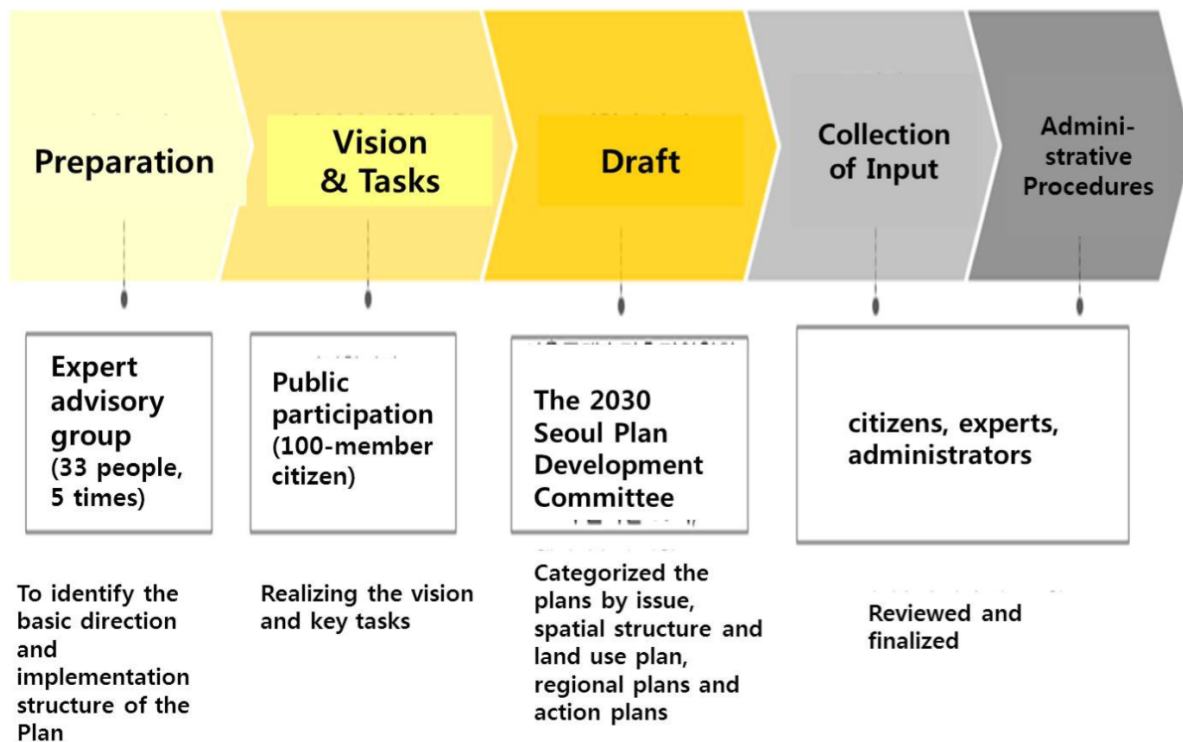 Preparation
Vision
& Tasks
Draft
Collection
of Input
Admini-
strative
Procedures
Expert
advisory
group
(33 people,
5 times)
Public
participation
(100-member
citizen)
The 2030
Seoul Plan
Development
Committee
citizens, experts,
administrators
To identify the
basic direction
and
implementation
structure of the
Plan
Realizing the vision
and key tasks
Categorized the
plans by issue,
spatial structure and
land use plan,
regional plans and
action plans
Reviewed and
finalized